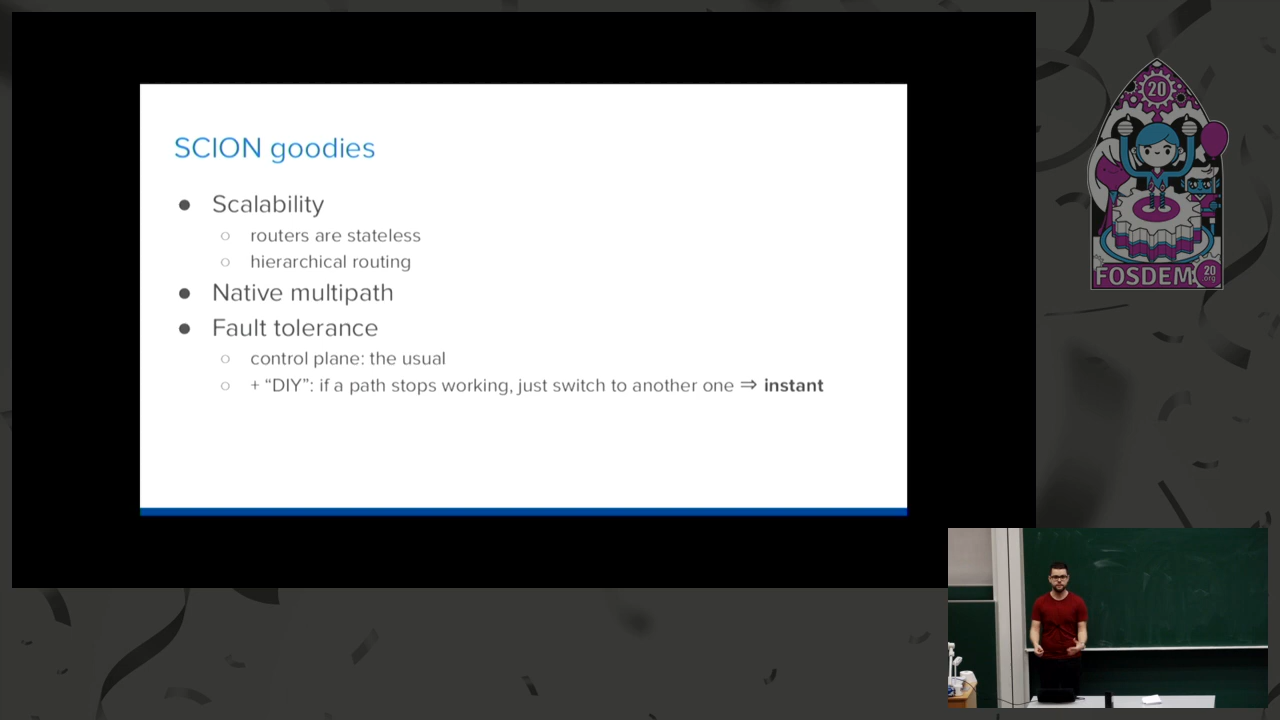 SCION goodies
● Scalability
○ routers are stateless
○ hierarchical routing
● Native multipath
● Fault tolerance
○ control plane: the usual
○ + “DIY”: if a path stops working, just switch to another one ⇒ instant
20
FOSDEM
20
org